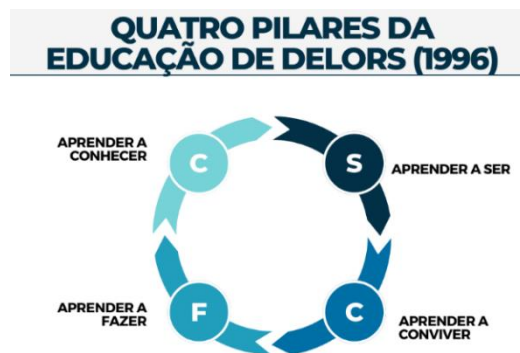 QUATRO PILARES DA
EDUCAÇÃO DE DELORS (1996)
APRENDER A
CONHECER
C
S
APRENDER A SER
APRENDER A
FAZER
F
C
APRENDER A
CONVIVER